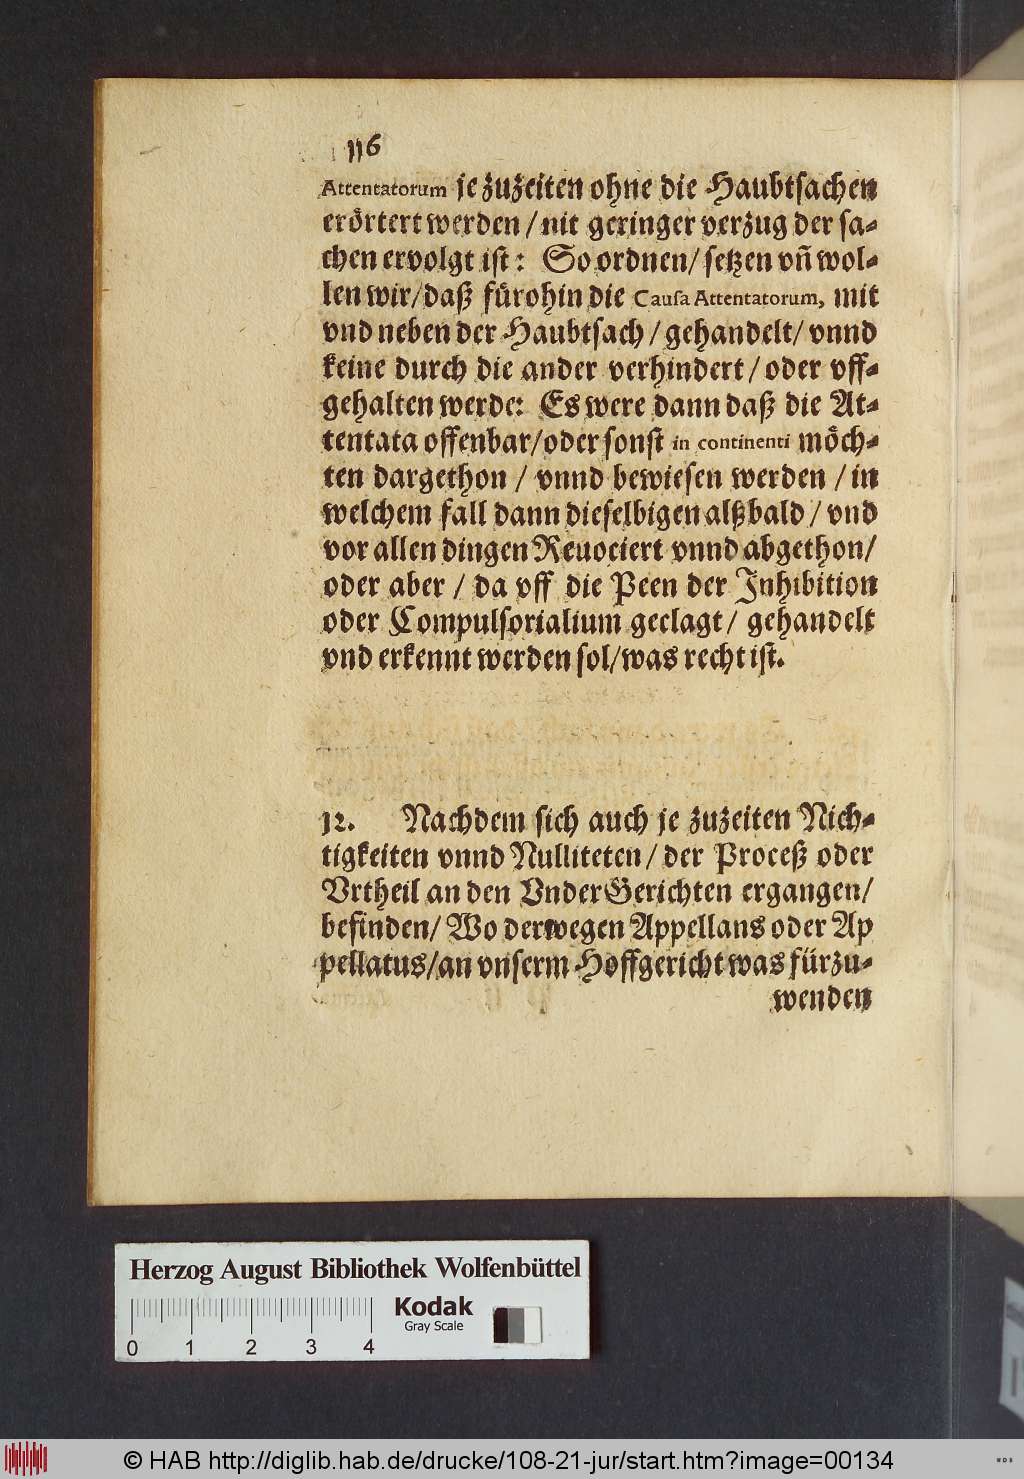 116
Attentatorum je zuzeiten ohne die Haubtsachen
erörtert werden / nit geringer verzug der sa-
chen ervolgt ist: So ordnen / setzen vñ wol-
len wir / daß fürohin die Causa Attentatorum, mit
vnd neben der Haubtsach / gehandelt / vnnd
keine durch die ander verhindert / oder vff-
gehalten werde: Es were dann daß die At-
tentata offenbar / oder sonst in continenti möch-
ten dargethon / vnnd bewiesen werden / in
welchem fall dann dieselbigen alßbald / vnd
vor allen dingen Reuociert vnnd abgethon /
oder aber / da vff die Peen der Inhibition
oder Compulsorialium geclagt / gehandelt
vnd erkennt werden sol / was recht ist.
12. Nachdem sich auch je zuzeiten Nich-
tigkeiten vnnd Nulliteten / der Proceß oder
Vrtheil an den VnderGerichten ergangen /
befinden / Wo derwegen Appellans oder Ap
pellatus / an vnserm Hoffgericht was fürzu-
wenden
Herzog August Bibliothek Wolfenbüttel
Kodak
Gray Scale
0 1 2 3 4
© HAB http://diglib.hab.de/drucke/108-21-jur/start.htm?image=00134